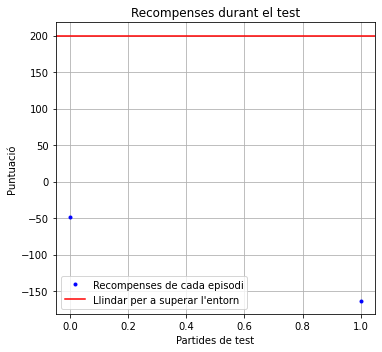 Recompenses durant el test
Puntuació
200
150
100
50
0
−50
−100
−150
Recompenses de cada episodi
Llindar per a superar l'entorn
0.0 0.2 0.4 0.6 0.8 1.0
Partides de test